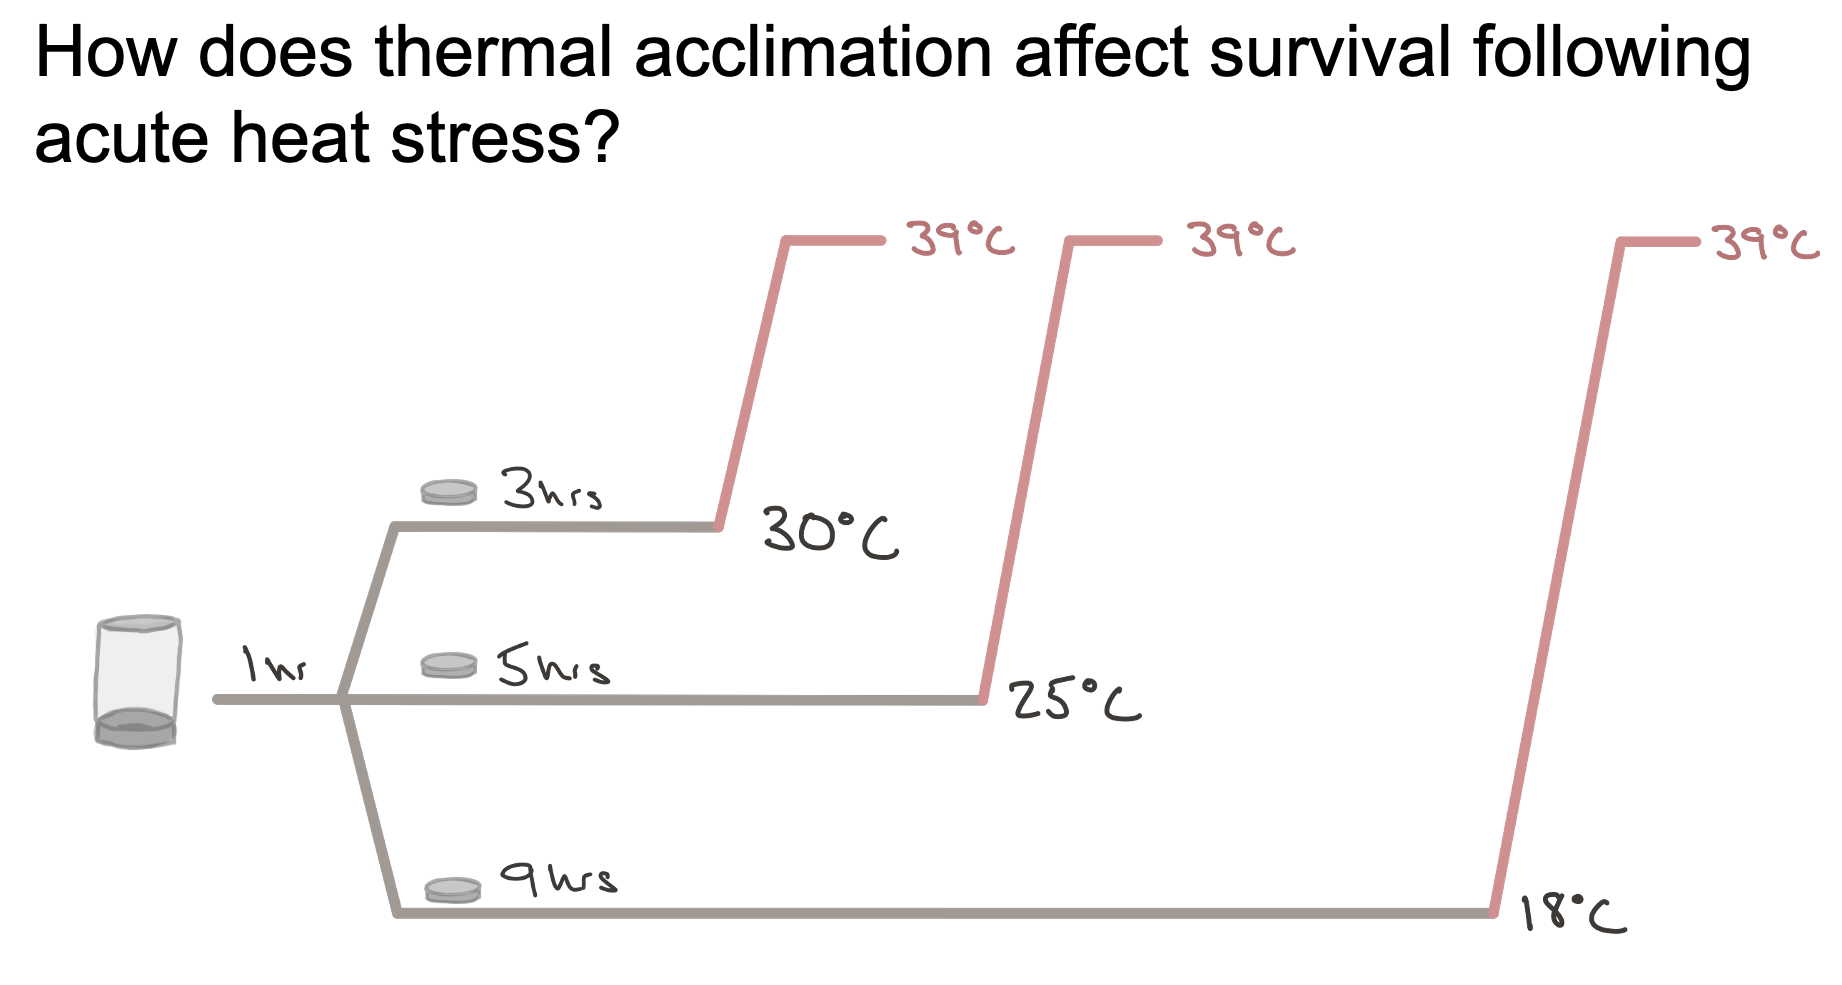 How does thermal acclimation affect survival following
acute heat stress?
39°C
39°C
39°C
3hrs
30°C
1hr
5hrs
25°C
9hrs
18°C